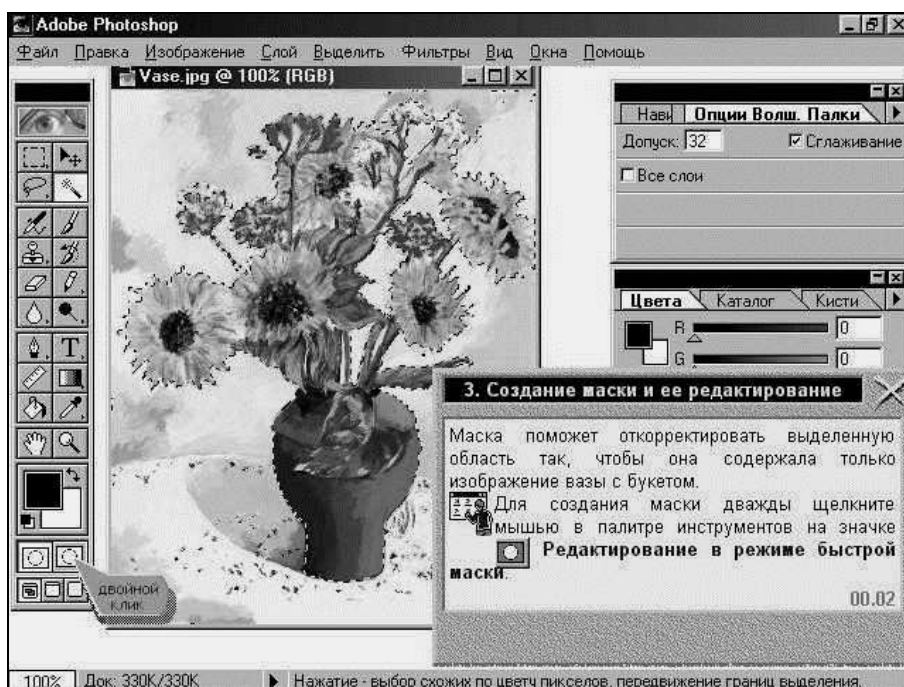 Adobe Photoshop
Файл Правка Изображение Слой Выделить Фильтры Вид Окна Помощь
Vase.jpg @ 100% (RGB)
Нави Опции Волш. Палки
Допуск: 32 Сглаживание
Все слои
Цвета Каталог Кисти
R 0
G 0
3. Создание маски и ее редактирование
Маска поможет откорректировать выделенную
область так, чтобы она содержала только
изображение вазы с букетом.
Для создания маски дважды щелкните
мышью в палитре инструментов на значке
Редактирование в режиме быстрой
маски.
00.02
двойной
клик
100% Док: 330K/330K Нажатие - выбор схожих по цвету пикселов, передвижение границ выделения.